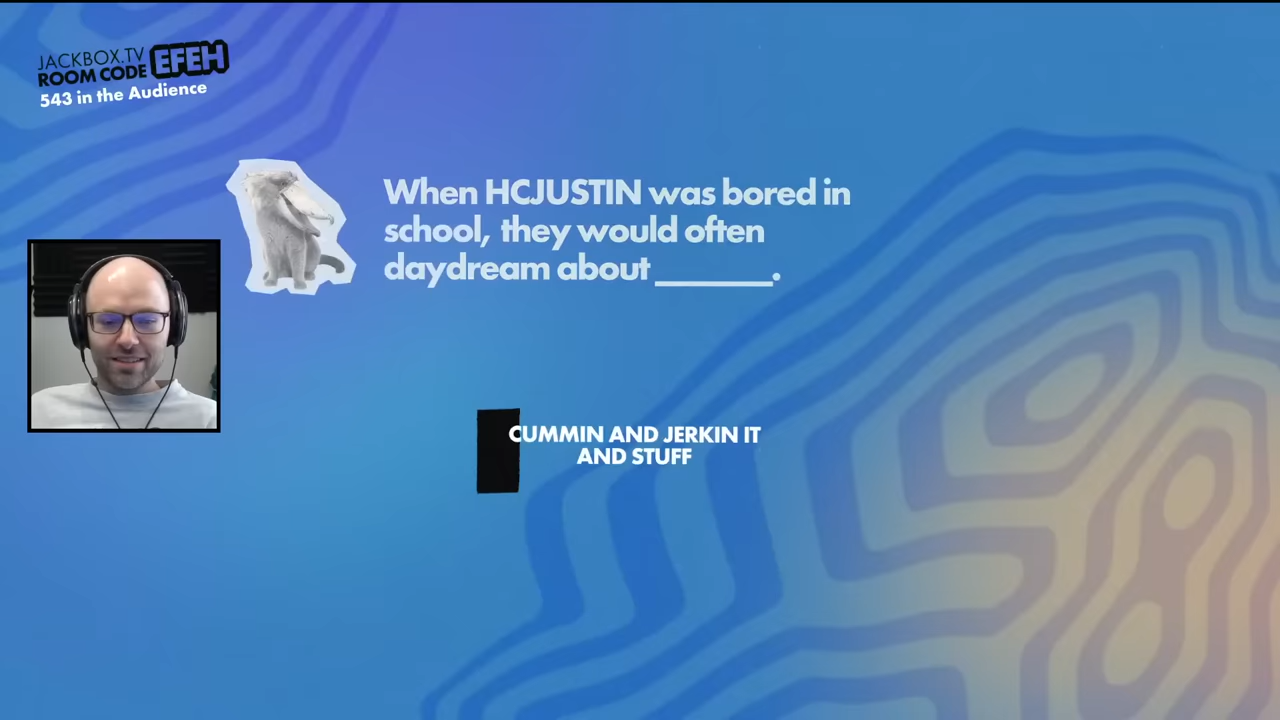 JACKBOX.TV
ROOM CODE EFEH
543 in the Audience
When HCJUSTIN was bored in
school, they would often
daydream about ______.
CUMMIN AND JERKIN IT
AND STUFF